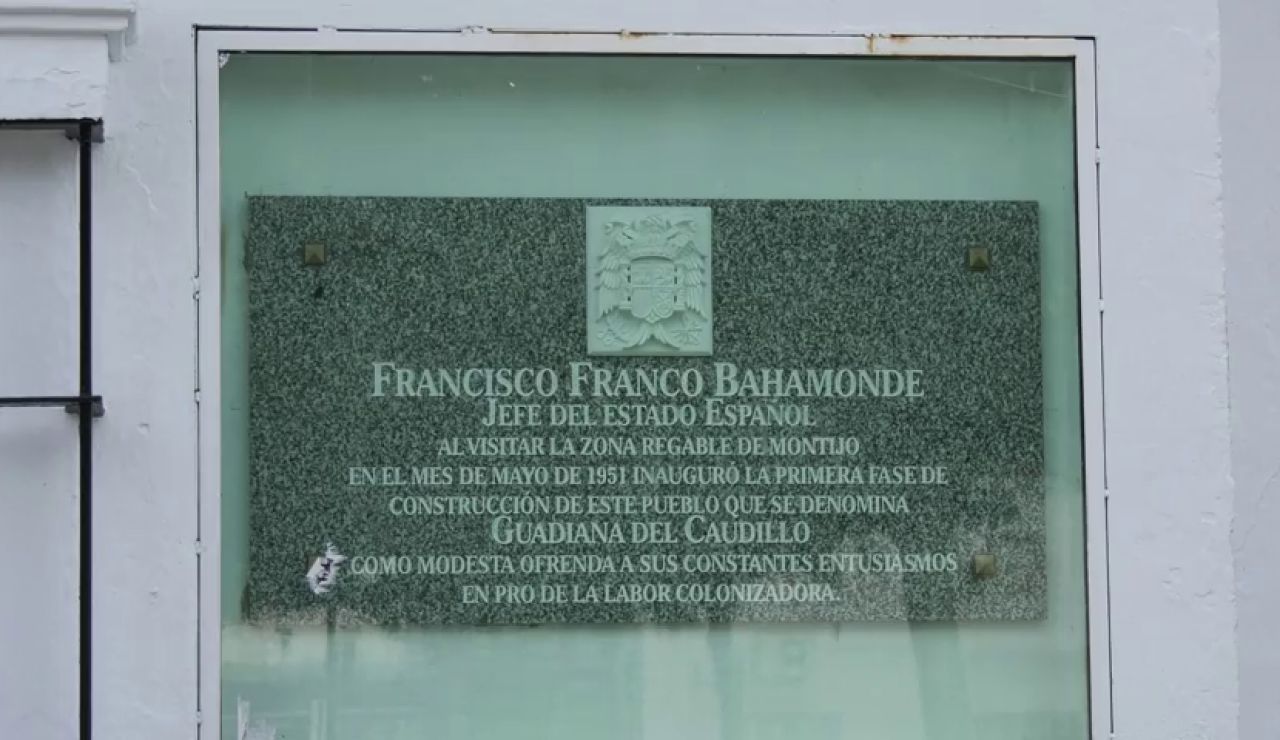 FRANCISCO FRANCO BAHAMONDE
JEFE DEL ESTADO ESPAÑOL
AL VISITAR LA ZONA REGABLE DE MONTIJO
EN EL MES DE MAYO DE 1951 INAUGURÓ LA PRIMERA FASE DE
CONSTRUCCIÓN DE ESTE PUEBLO QUE SE DENOMINA
GUADIANA DEL CAUDILLO
COMO MODESTA OFRENDA A SUS CONSTANTES ENTUSIASMOS
EN PRO DE LA LABOR COLONIZADORA.